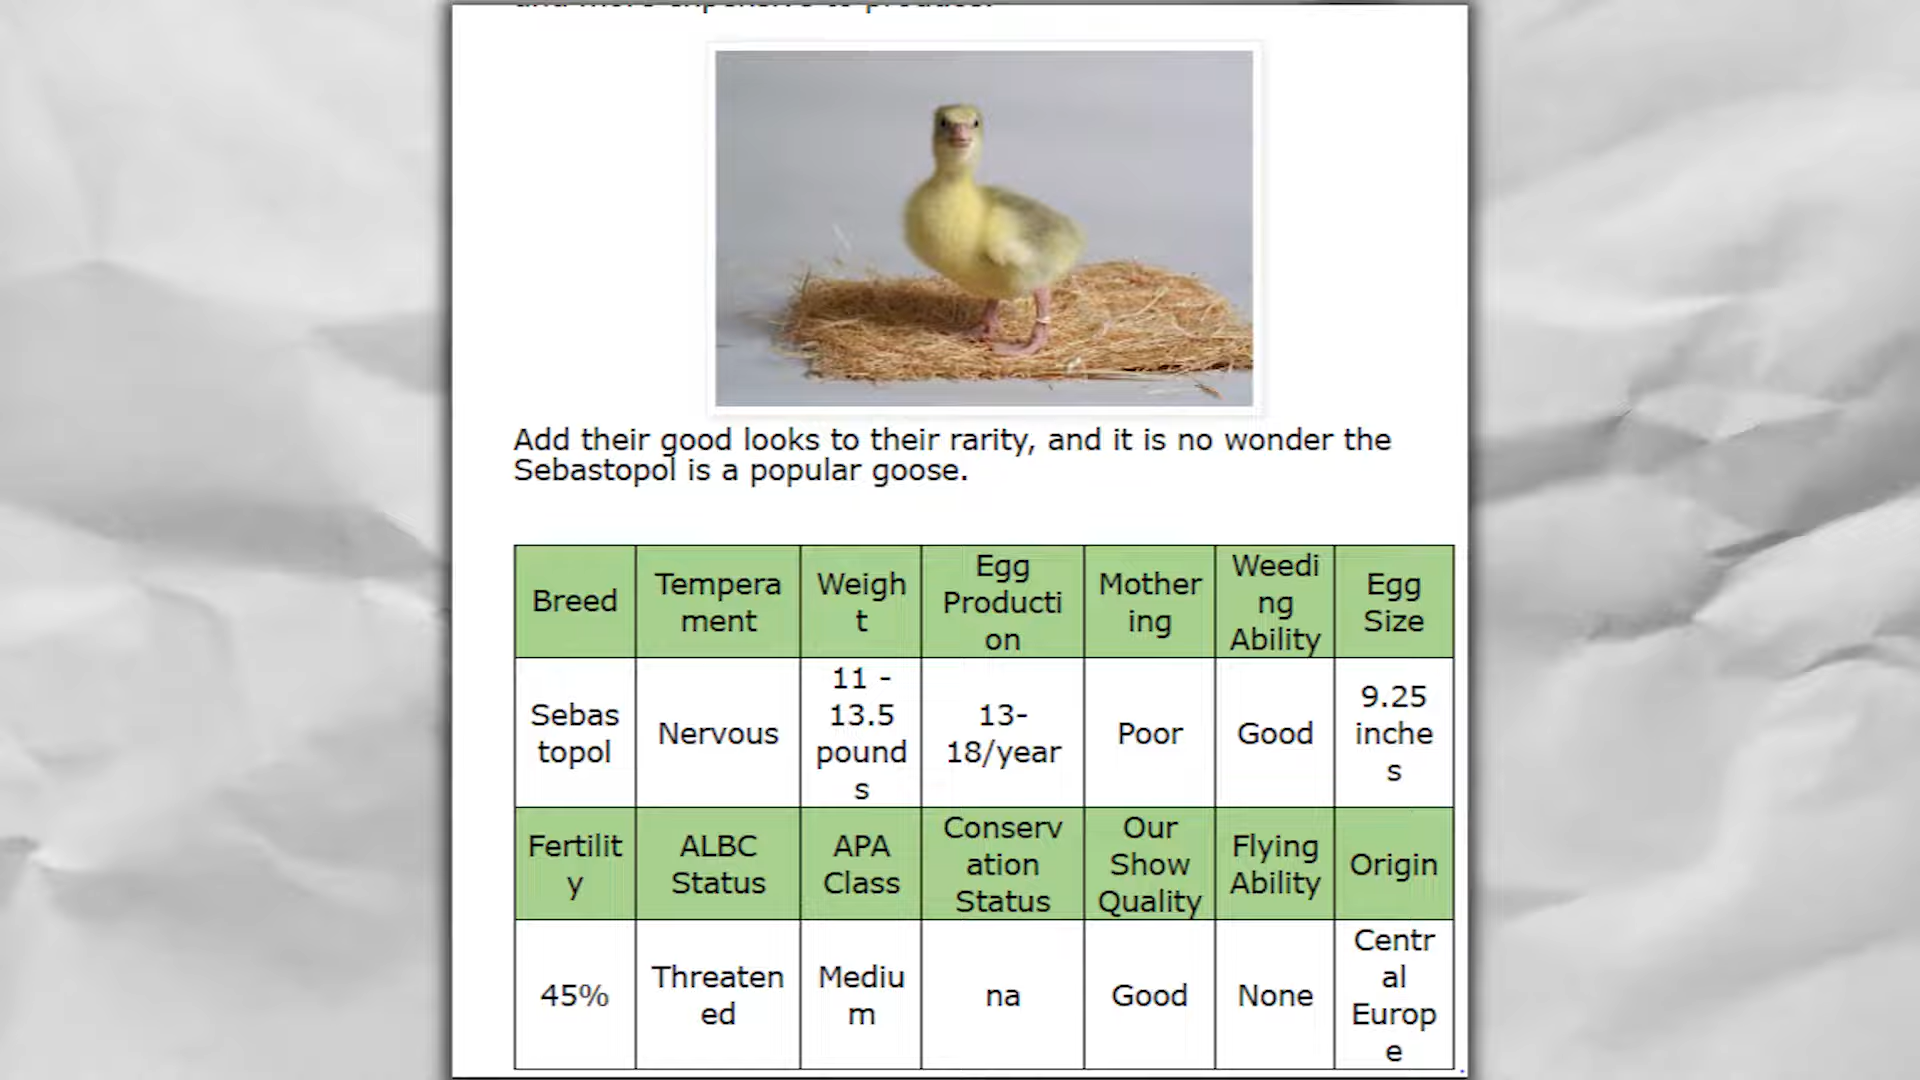 Add their good looks to their rarity, and it is no wonder the
Sebastopol is a popular goose.
Breed
Tempera
ment
Weigh
t
Egg
Producti
on
Mother
ing
Weedi
ng
Ability
Egg
Size
Sebas
topol
Nervous
11 -
13.5
pound
s
13-
18/year
Poor
Good
9.25
inche
s
Fertilit
y
ALBC
Status
APA
Class
Conserv
ation
Status
Our
Show
Quality
Flying
Ability
Origin
45%
Threaten
ed
Mediu
m
na
Good
None
Centr
al
Europ
e